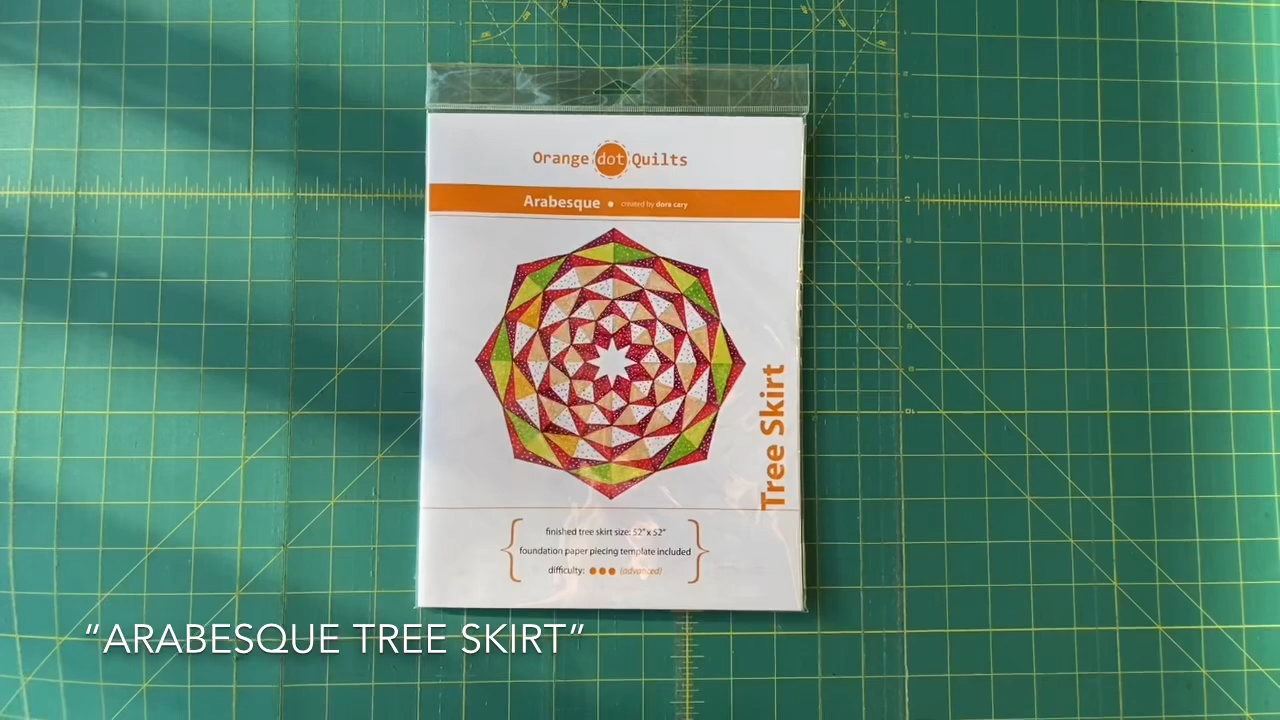 Orange dot Quilts
Arabesque • created by dora cary
Tree Skirt
finished tree skirt size: 52" x 52"
foundation paper piecing template included
difficulty: ●●● (advanced)
“ARABESQUE TREE SKIRT”